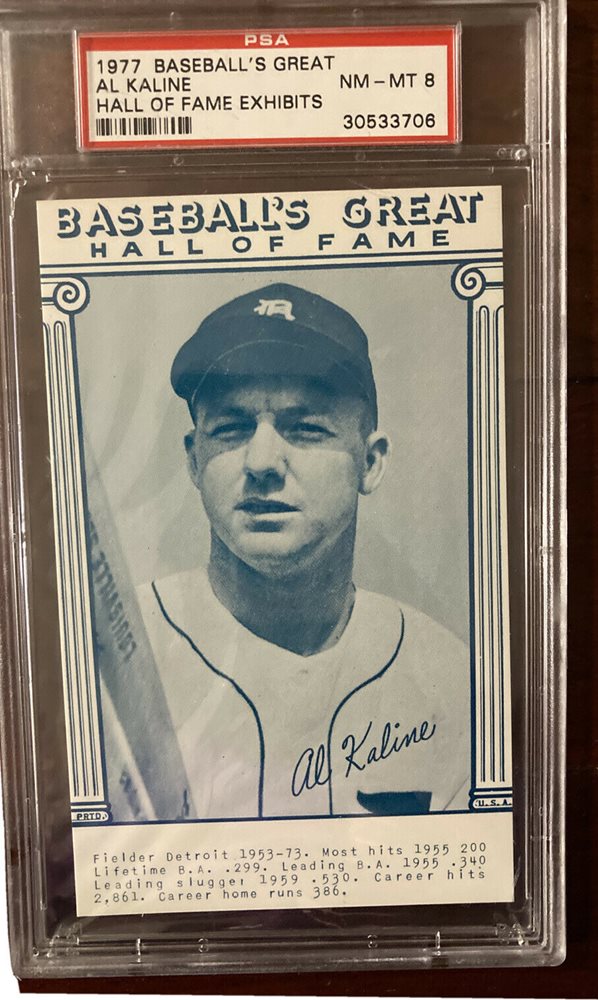 PSA
1977 BASEBALL'S GREAT
AL KALINE NM-MT 8
HALL OF FAME EXHIBITS
30533706
BASEBALL'S GREAT
HALL OF FAME
Al Kaline
PRTD. U.S.A.
Fielder Detroit 1953-73. Most hits 1955 200
Lifetime B.A. .299. Leading B.A. 1955 .340
Leading slugger 1959 .530. Career hits
2,861. Career home runs 386.